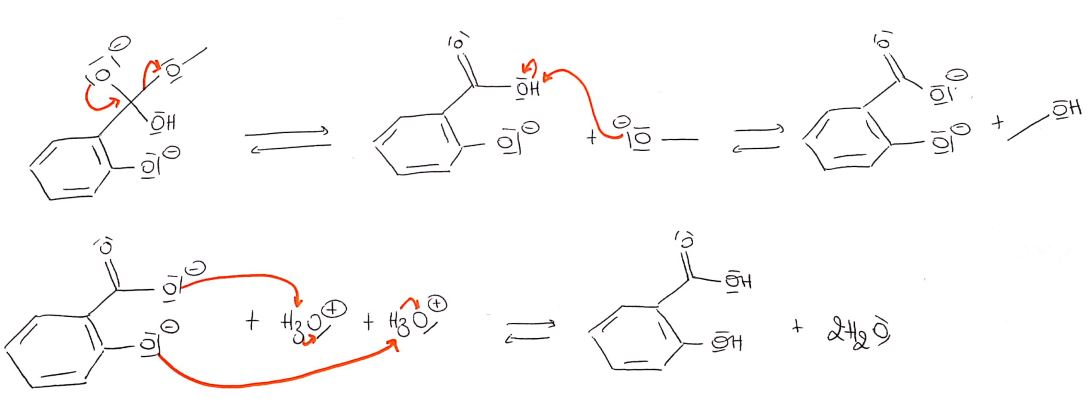 |O|⊖ O OH O|⊖ ⇌ |O| OH O|⊖ + ⊖|O ⇌ |O| O|⊖ O|⊖ + OH
|O| O|⊖ O|⊖ + H3O⊕ + H3O⊕ ⇌ |O| OH OH + 2H2O